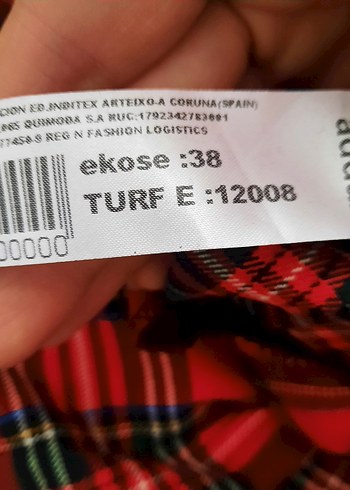 CION ED.INDITEX ARTEIXO-A CORUNA(SPAIN)
QUIMODA S.A RUC:1792342783001
REG N FASHION LOGISTICS
ekose :38
TURF E :12008
00000